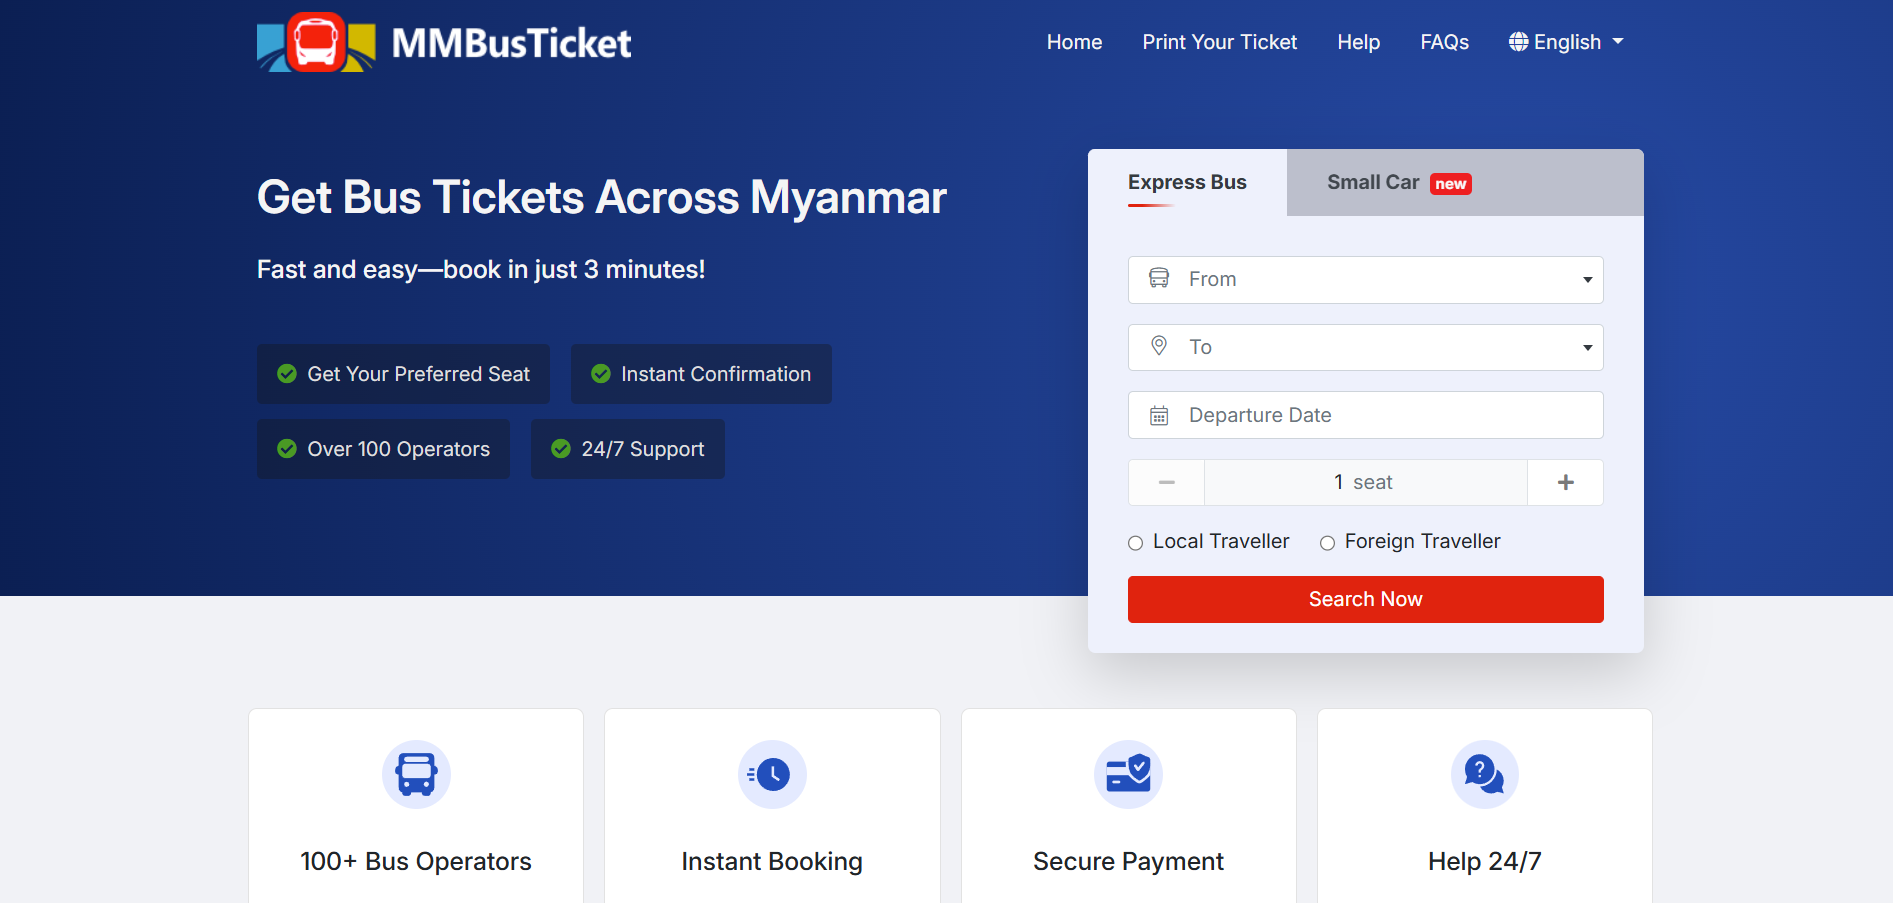 MMBusTicket
Home
Print Your Ticket
Help
FAQs
English
Get Bus Tickets Across Myanmar
Fast and easy—book in just 3 minutes!
Get Your Preferred Seat
Instant Confirmation
Over 100 Operators
24/7 Support
Express Bus
Small Car new
From
To
Departure Date
1 seat
Local Traveller
Foreign Traveller
Search Now
100+ Bus Operators
Instant Booking
Secure Payment
Help 24/7